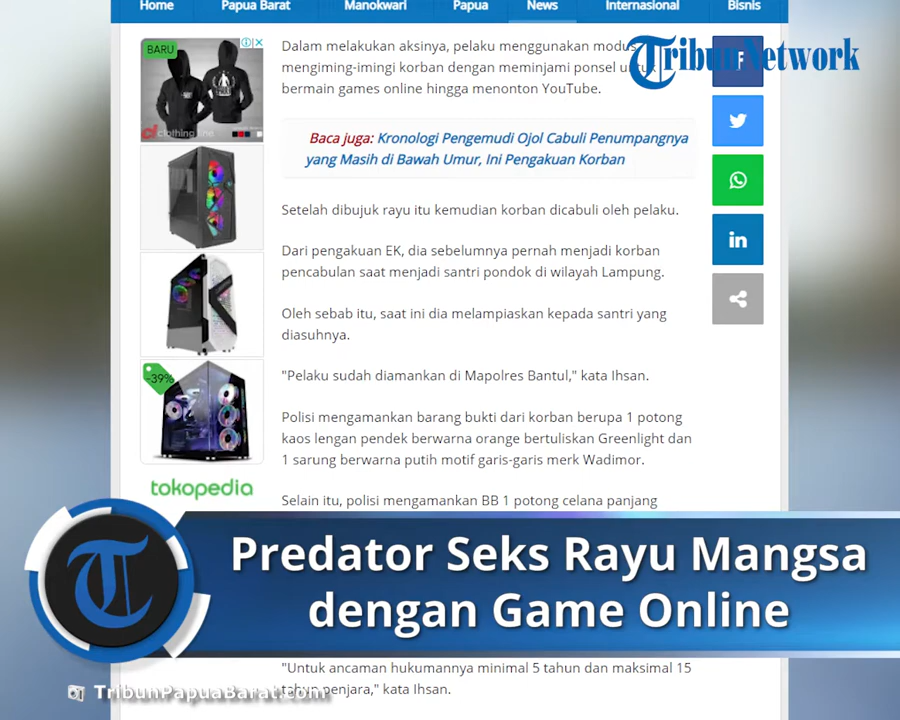 Home Papua Barat Manokwari Papua News Internasional Bisnis
BARU
clothing line
-39%
tokopedia
Dalam melakukan aksinya, pelaku menggunakan modus
mengiming-imingi korban dengan meminjami ponsel untuk
bermain games online hingga menonton YouTube.
TribunNetwork
Baca juga: Kronologi Pengemudi Ojol Cabuli Penumpangnya
yang Masih di Bawah Umur, Ini Pengakuan Korban
Setelah dibujuk rayu itu kemudian korban dicabuli oleh pelaku.
Dari pengakuan EK, dia sebelumnya pernah menjadi korban
pencabulan saat menjadi santri pondok di wilayah Lampung.
Oleh sebab itu, saat ini dia melampiaskan kepada santri yang
diasuhnya.
"Pelaku sudah diamankan di Mapolres Bantul," kata Ihsan.
Polisi mengamankan barang bukti dari korban berupa 1 potong
kaos lengan pendek berwarna orange bertuliskan Greenlight dan
1 sarung berwarna putih motif garis-garis merk Wadimor.
Selain itu, polisi mengamankan BB 1 potong celana panjang
Predator Seks Rayu Mangsa
dengan Game Online
"Untuk ancaman hukumannya minimal 5 tahun dan maksimal 15
tahun penjara," kata Ihsan.
TribunPapuaBarat.com